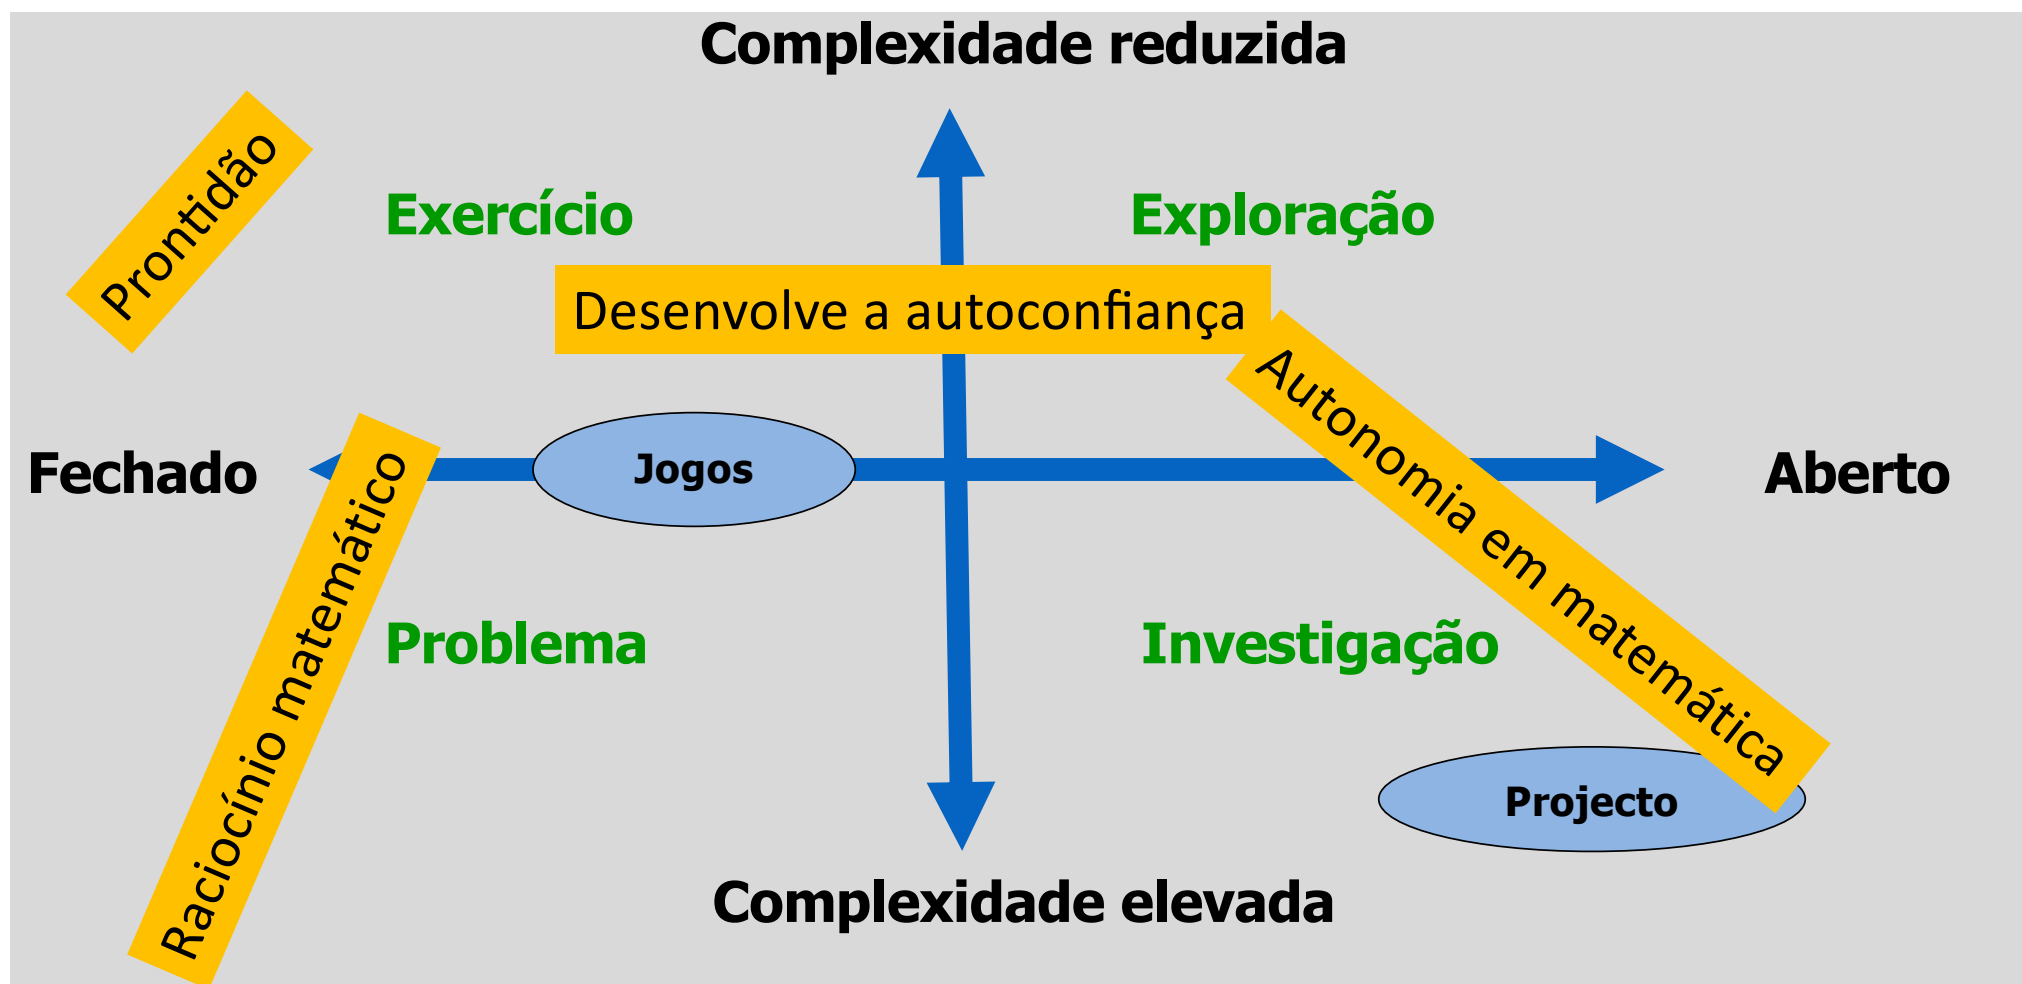 Complexidade reduzida
Prontidão
Exercício
Exploração
Desenvolve a autoconfiança
Autonomia em matemática
Fechado
Raciocínio matemático
Jogos
Aberto
Problema
Investigação
Projecto
Complexidade elevada